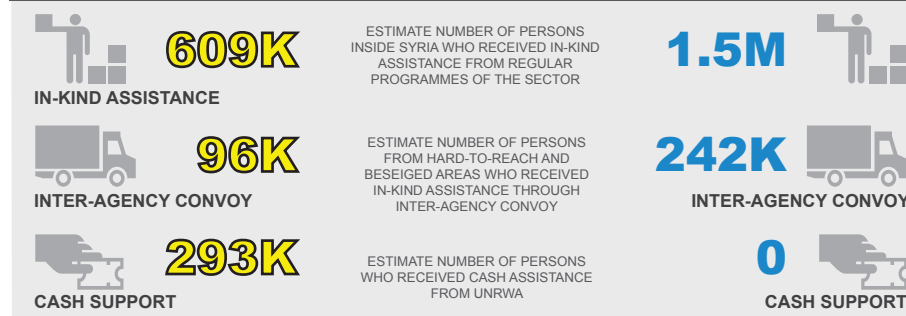 609K
IN-KIND ASSISTANCE
ESTIMATE NUMBER OF PERSONS
INSIDE SYRIA WHO RECEIVED IN-KIND
ASSISTANCE FROM REGULAR
PROGRAMMES OF THE SECTOR
1.5M
96K
INTER-AGENCY CONVOY
ESTIMATE NUMBER OF PERSONS
FROM HARD-TO-REACH AND
BESEIGED AREAS WHO RECEIVED
IN-KIND ASSISTANCE THROUGH
INTER-AGENCY CONVOY
242K
INTER-AGENCY CONVOY
293K
CASH SUPPORT
ESTIMATE NUMBER OF PERSONS
WHO RECEIVED CASH ASSISTANCE
FROM UNRWA
0
CASH SUPPORT